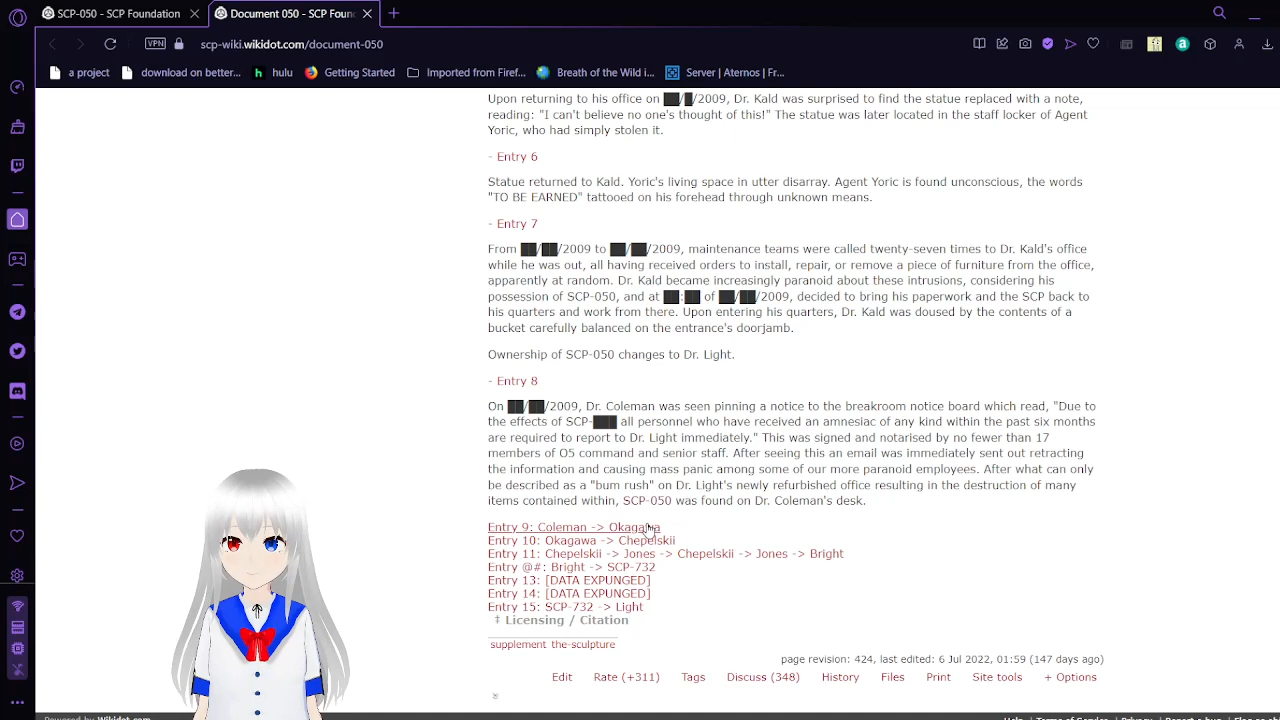 SCP-050 - SCP Foundation
Document 050 - SCP Foun
VPN scp-wiki.wikidot.com/document-050
a project download on better... hulu Getting Started Imported from Firef... Breath of the Wild i... Server | Aternos | Fr...
Upon returning to his office on ██/█/2009, Dr. Kald was surprised to find the statue replaced with a note,
reading: "I can't believe no one's thought of this!" The statue was later located in the staff locker of Agent
Yoric, who had simply stolen it.
- Entry 6
Statue returned to Kald. Yoric's living space in utter disarray. Agent Yoric is found unconscious, the words
"TO BE EARNED" tattooed on his forehead through unknown means.
- Entry 7
From ██/██/2009 to ██/██/2009, maintenance teams were called twenty-seven times to Dr. Kald's office
while he was out, all having received orders to install, repair, or remove a piece of furniture from the office,
apparently at random. Dr. Kald became increasingly paranoid about these intrusions, considering his
possession of SCP-050, and at ██:██ of ██/██/2009, decided to bring his paperwork and the SCP back to
his quarters and work from there. Upon entering his quarters, Dr. Kald was doused by the contents of a
bucket carefully balanced on the entrance's doorjamb.
Ownership of SCP-050 changes to Dr. Light.
- Entry 8
On ██/██/2009, Dr. Coleman was seen pinning a notice to the breakroom notice board which read, "Due to
the effects of SCP-███ all personnel who have received an amnesiac of any kind within the past six months
are required to report to Dr. Light immediately." This was signed and notarised by no fewer than 17
members of O5 command and senior staff. After seeing this an email was immediately sent out retracting
the information and causing mass panic among some of our more paranoid employees. After what can only
be described as a "bum rush" on Dr. Light's newly refurbished office resulting in the destruction of many
items contained within, SCP-050 was found on Dr. Coleman's desk.
Entry 9: Coleman -> Okagawa
Entry 10: Okagawa -> Chepelskii
Entry 11: Chepelskii -> Jones -> Chepelskii -> Jones -> Bright
Entry @#: Bright -> SCP-732
Entry 13: [DATA EXPUNGED]
Entry 14: [DATA EXPUNGED]
Entry 15: SCP-732 -> Light
‡ Licensing / Citation
supplement the-sculpture
page revision: 424, last edited: 6 Jul 2022, 01:59 (147 days ago)
Edit Rate (+311) Tags Discuss (348) History Files Print Site tools + Options
Powered by Wikidot.com Help | Terms of Service | Privacy | Report a bug | Flag as